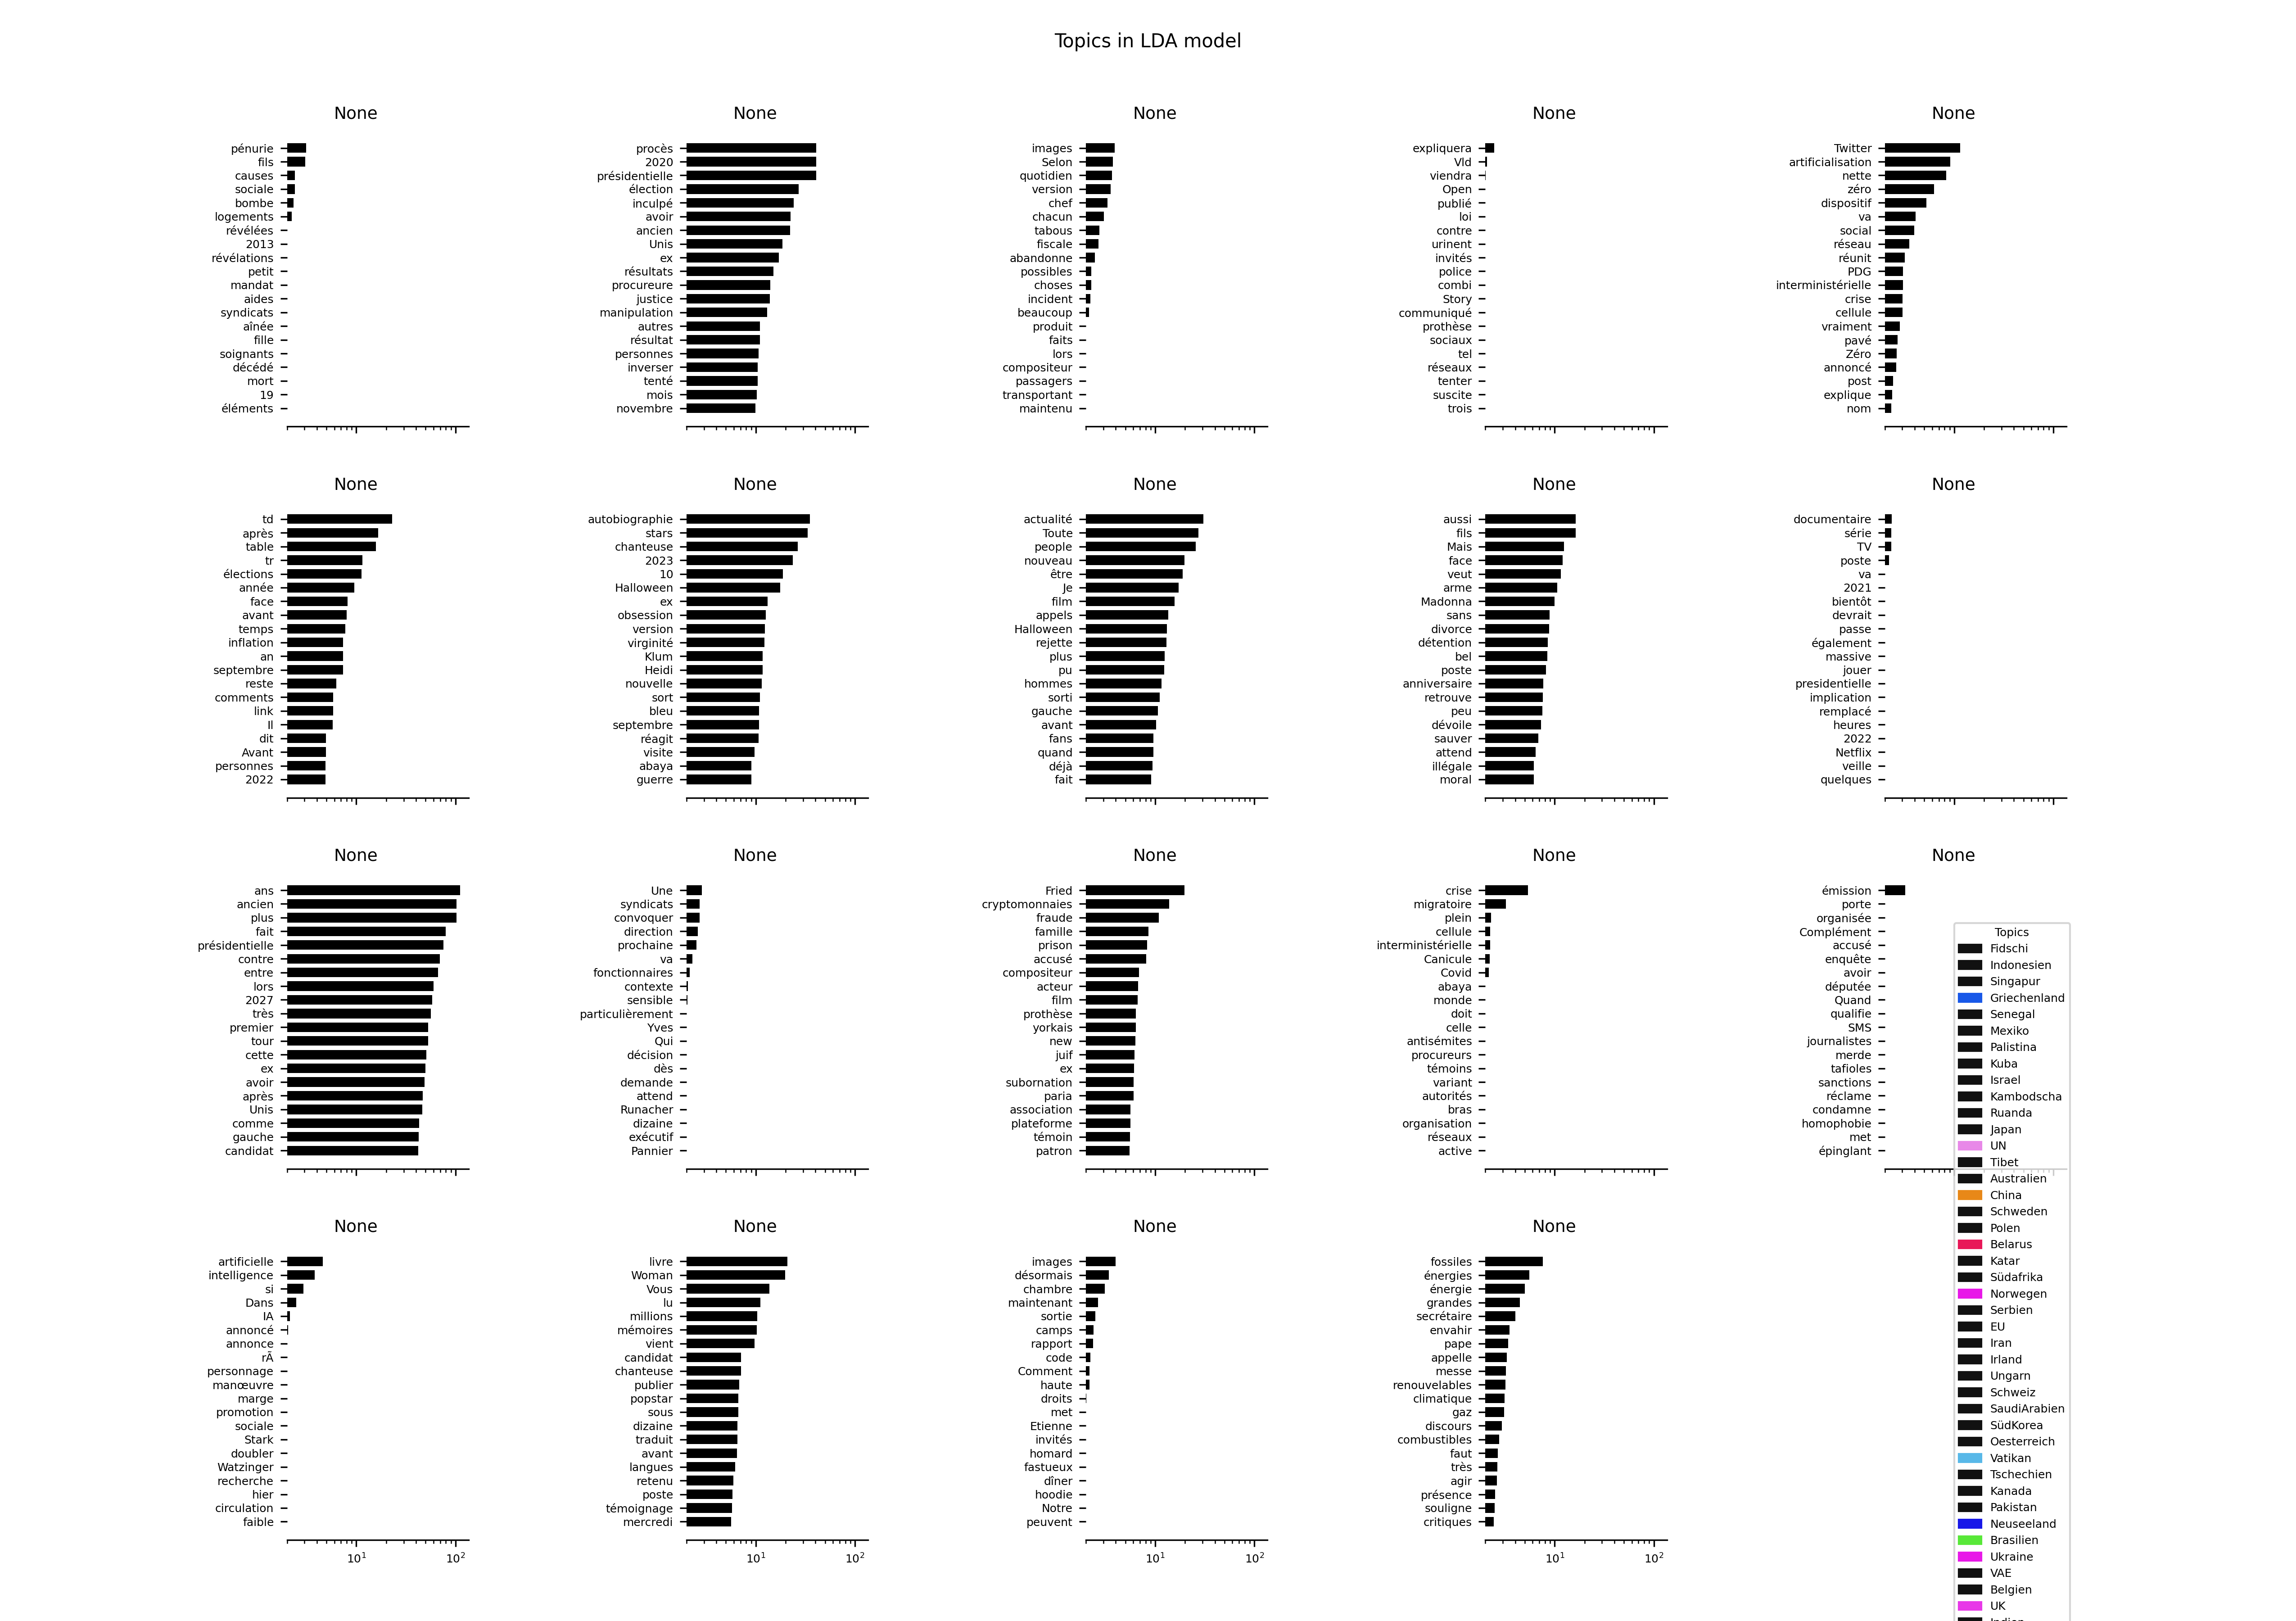 Topics in LDA model
None
pénurie
fils
causes
sociale
bombe
logements
révélées
2013
révélations
petit
mandat
aides
syndicats
aînée
fille
soignants
décédé
mort
19
éléments
None
procès
2020
présidentielle
élection
inculpé
avoir
ancien
Unis
ex
résultats
procureure
justice
manipulation
autres
résultat
personnes
inverser
tenté
mois
novembre
None
images
Selon
quotidien
version
chef
chacun
tabous
fiscale
abandonne
possibles
choses
incident
beaucoup
produit
faits
lors
compositeur
passagers
transportant
maintenu
None
expliquera
Vld
viendra
Open
publié
loi
contre
urinent
invités
police
combi
Story
communiqué
prothèse
sociaux
tel
réseaux
tenter
suscite
trois
None
Twitter
artificialisation
nette
zéro
dispositif
va
social
réseau
réunit
PDG
interministérielle
crise
cellule
vraiment
pavé
Zéro
annoncé
post
explique
nom
None
td
après
table
tr
élections
année
face
avant
temps
inflation
an
septembre
reste
comments
link
Il
dit
Avant
personnes
2022
None
autobiographie
stars
chanteuse
2023
10
Halloween
ex
obsession
version
virginité
Klum
Heidi
nouvelle
sort
bleu
septembre
réagit
visite
abaya
guerre
None
actualité
Toute
people
nouveau
être
Je
film
appels
Halloween
rejette
plus
pu
hommes
sorti
gauche
avant
fans
quand
déjà
fait
None
aussi
fils
Mais
face
veut
arme
Madonna
sans
divorce
détention
bel
poste
anniversaire
retrouve
peu
dévoile
sauver
attend
illégale
moral
None
documentaire
série
TV
poste
va
2021
bientôt
devrait
passe
également
massive
jouer
presidentielle
implication
remplacé
heures
2022
Netflix
veille
quelques
None
ans
ancien
plus
fait
présidentielle
contre
entre
lors
2027
très
premier
tour
cette
ex
avoir
après
Unis
comme
gauche
candidat
None
Une
syndicats
convoquer
direction
prochaine
va
fonctionnaires
contexte
sensible
particulièrement
Yves
Qui
décision
dès
demande
attend
Runacher
dizaine
exécutif
Pannier
None
Fried
cryptomonnaies
fraude
famille
prison
accusé
compositeur
acteur
film
prothèse
yorkais
new
juif
ex
subornation
paria
association
plateforme
témoin
patron
None
crise
migratoire
plein
cellule
interministérielle
Canicule
Covid
abaya
monde
doit
celle
antisémites
procureurs
témoins
variant
autorités
bras
organisation
réseaux
active
None
émission
porte
organisée
Complément
accusé
enquête
avoir
députée
Quand
qualifie
SMS
journalistes
merde
tafioles
sanctions
réclame
condamne
homophobie
met
épinglant
None
artificielle
intelligence
si
Dans
IA
annoncé
annonce
rÃ
personnage
manœuvre
marge
promotion
sociale
Stark
doubler
Watzinger
recherche
hier
circulation
faible
10¹ 10²
None
livre
Woman
Vous
lu
millions
mémoires
vient
candidat
chanteuse
publier
popstar
sous
dizaine
traduit
avant
langues
retenu
poste
témoignage
mercredi
10¹ 10²
None
images
désormais
chambre
maintenant
sortie
camps
rapport
code
Comment
haute
droits
met
Etienne
invités
homard
fastueux
dîner
hoodie
Notre
peuvent
10¹ 10²
None
fossiles
énergies
énergie
grandes
secrétaire
envahir
pape
appelle
messe
renouvelables
climatique
gaz
discours
combustibles
faut
très
agir
présence
souligne
critiques
10¹ 10²
Topics
Fidschi
Indonesien
Singapur
Griechenland
Senegal
Mexiko
Palistina
Kuba
Israel
Kambodscha
Ruanda
Japan
UN
Tibet
Australien
China
Schweden
Polen
Belarus
Katar
Südafrika
Norwegen
Serbien
EU
Iran
Irland
Ungarn
Schweiz
SaudiArabien
SüdKorea
Oesterreich
Vatikan
Tschechien
Kanada
Pakistan
Neuseeland
Brasilien
Ukraine
VAE
Belgien
UK